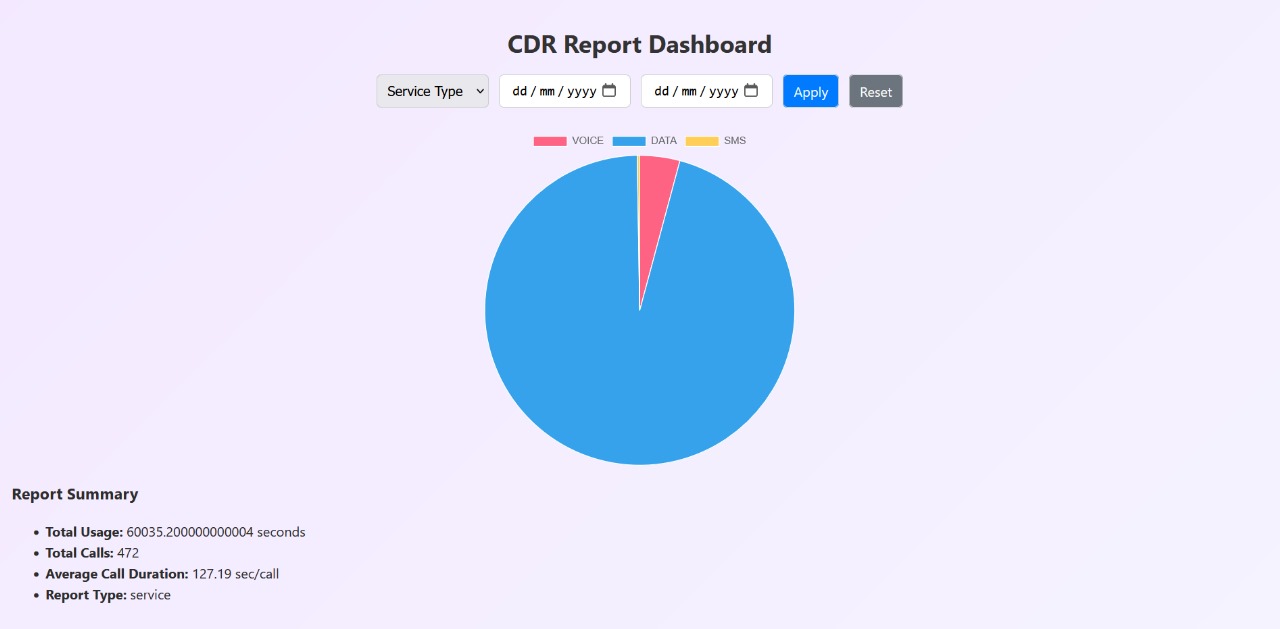 CDR Report Dashboard
Service Type dd/mm/yyyy dd/mm/yyyy Apply Reset
VOICE DATA SMS
Report Summary
• Total Usage: 60035.200000000004 seconds
• Total Calls: 472
• Average Call Duration: 127.19 sec/call
• Report Type: service